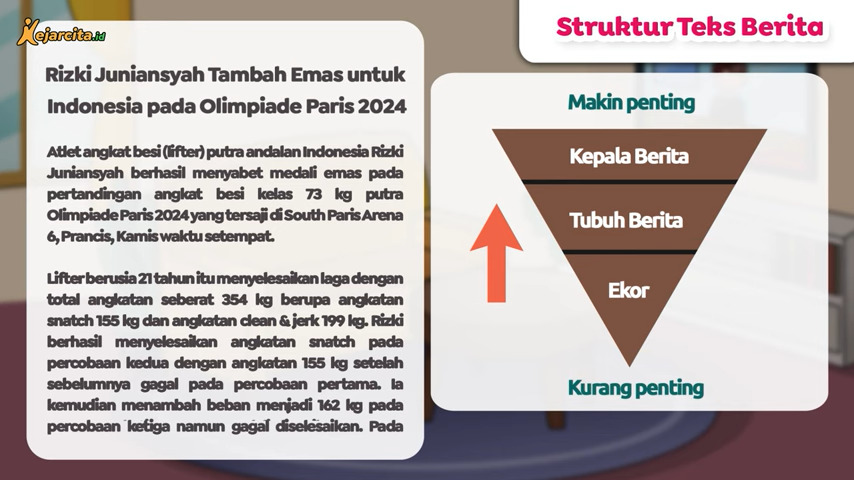 Kejarcita.id
Struktur Teks Berita
Rizki Juniansyah Tambah Emas untuk
Indonesia pada Olimpiade Paris 2024
Atlet angkat besi (lifter) putra andalan Indonesia Rizki
Juniansyah berhasil menyabet medali emas pada
pertandingan angkat besi kelas 73 kg putra
Olimpiade Paris 2024 yang tersaji di South Paris Arena
6, Prancis, Kamis waktu setempat.
Lifter berusia 21 tahun itu menyelesaikan laga dengan
total angkatan seberat 354 kg berupa angkatan
snatch 155 kg dan angkatan clean & jerk 199 kg. Rizki
berhasil menyelesaikan angkatan snatch pada
percobaan kedua dengan angkatan 155 kg setelah
sebelumnya gagal pada percobaan pertama. Ia
kemudian menambah beban menjadi 162 kg pada
percobaan ketiga namun gagal diselesaikan. Pada
Makin penting
Kepala Berita
Tubuh Berita
Ekor
Kurang penting